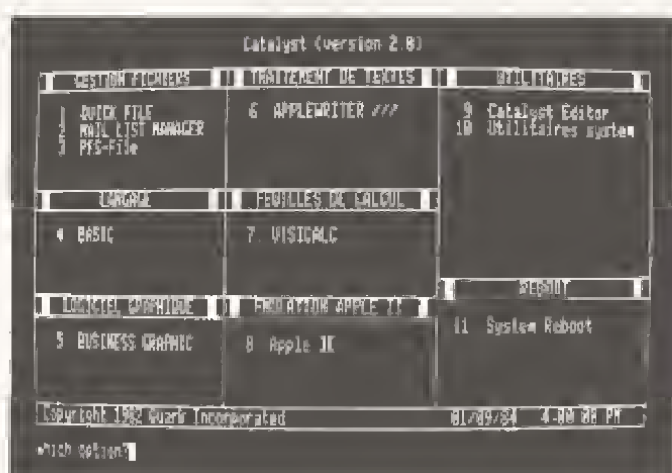 Catalyst (version 2.0)
GESTION FICHIERS
1 QUICK FILE
2 MAIL LIST MANAGER
3 PFS-File
TRAITEMENT DE TEXTES
6 APPLEWRITER ///
UTILITAIRES
9 Catalyst Editor
10 Utilitaires system
LANGAGE
4 BASIC
FEUILLES DE CALCUL
7. VISICALC
LOGICIEL GRAPHIQUE
5 BUSINESS GRAPHIC
EMULATION APPLE II
8 Apple II
REBOOT
11 System Reboot
Copyright 1982 Quark Incorporated
Which option?